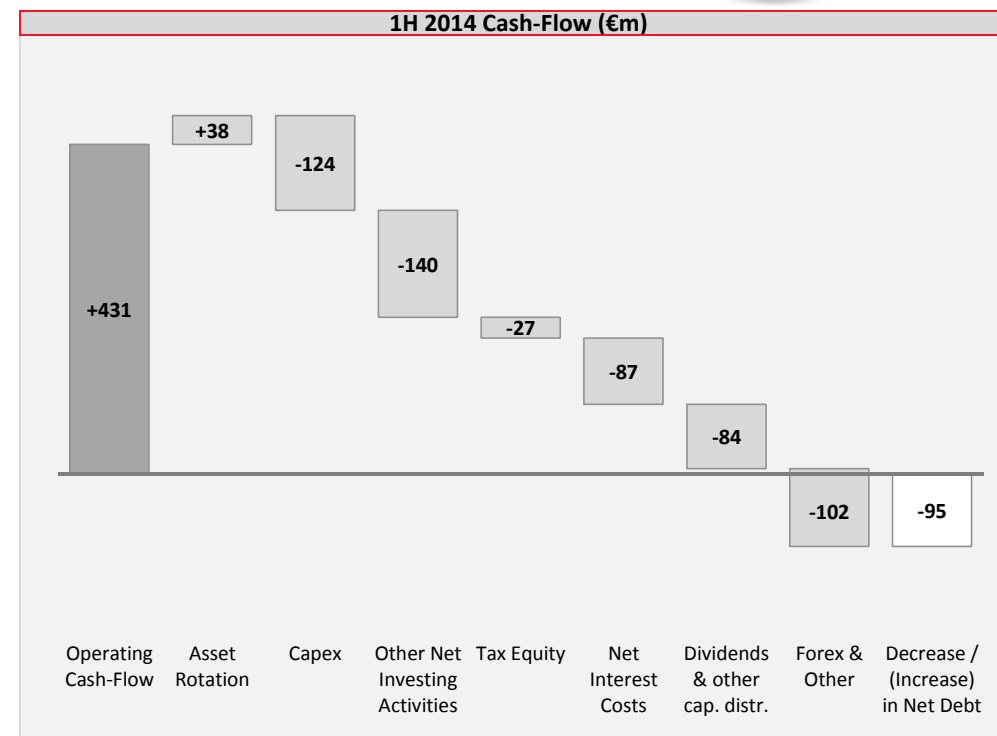 1H 2014 Cash-Flow (€m)
+431
+38
-124
-140
-27
-87
-84
-102
-95
Operating
Cash-Flow
Asset
Rotation
Capex
Other Net
Investing
Activities
Tax Equity
Net
Interest
Costs
Dividends
& other
cap. distr.
Forex &
Other
Decrease /
(Increase)
in Net Debt